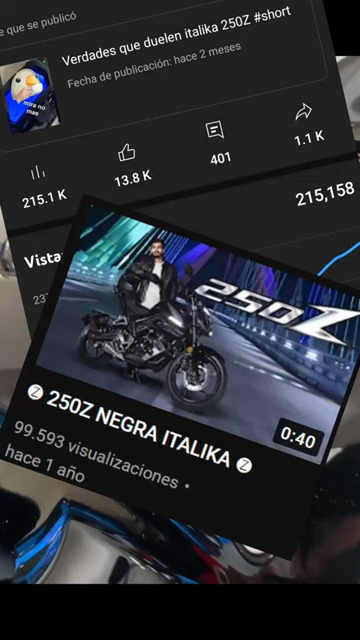 e que se publicó
Verdades que duelen italika 250Z #short
Fecha de publicación: hace 2 meses
mira no
mas
215.1 K
13.8 K
401
1.1 K
215,158
Vistas
250Z
0:40
Z 250Z NEGRA ITALIKA Z
99.593 visualizaciones •
hace 1 año